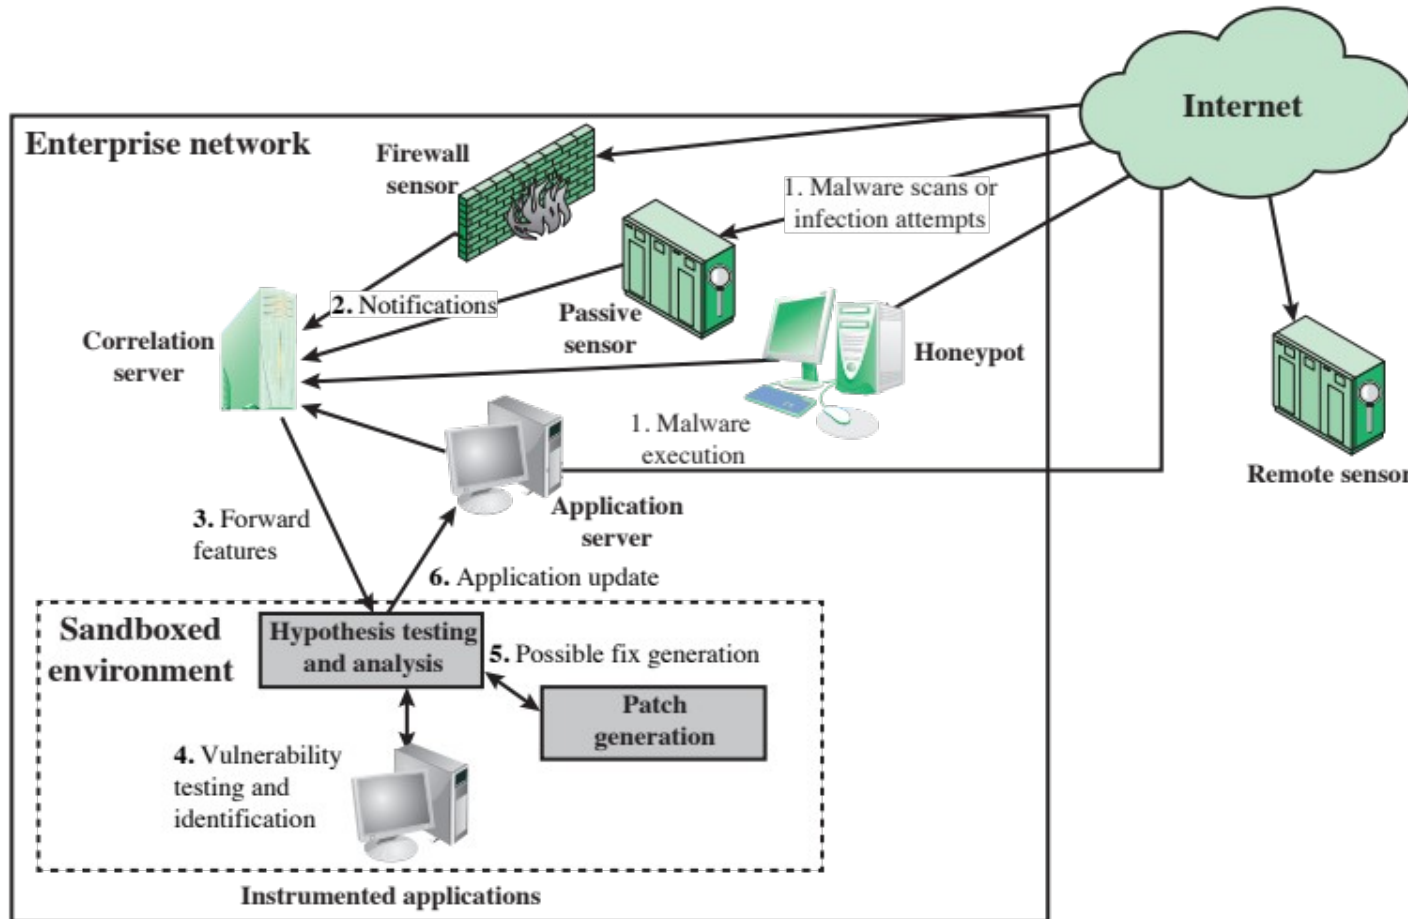 Internet
Enterprise network
Firewall
sensor
1. Malware scans or
infection attempts
2. Notifications
Passive
sensor
Correlation
server
Honeypot
1. Malware
execution
Remote sensor
Application
server
3. Forward
features
6. Application update
Sandboxed
environment
Hypothesis testing
and analysis
5. Possible fix generation
Patch
generation
4. Vulnerability
testing and
identification
Instrumented applications